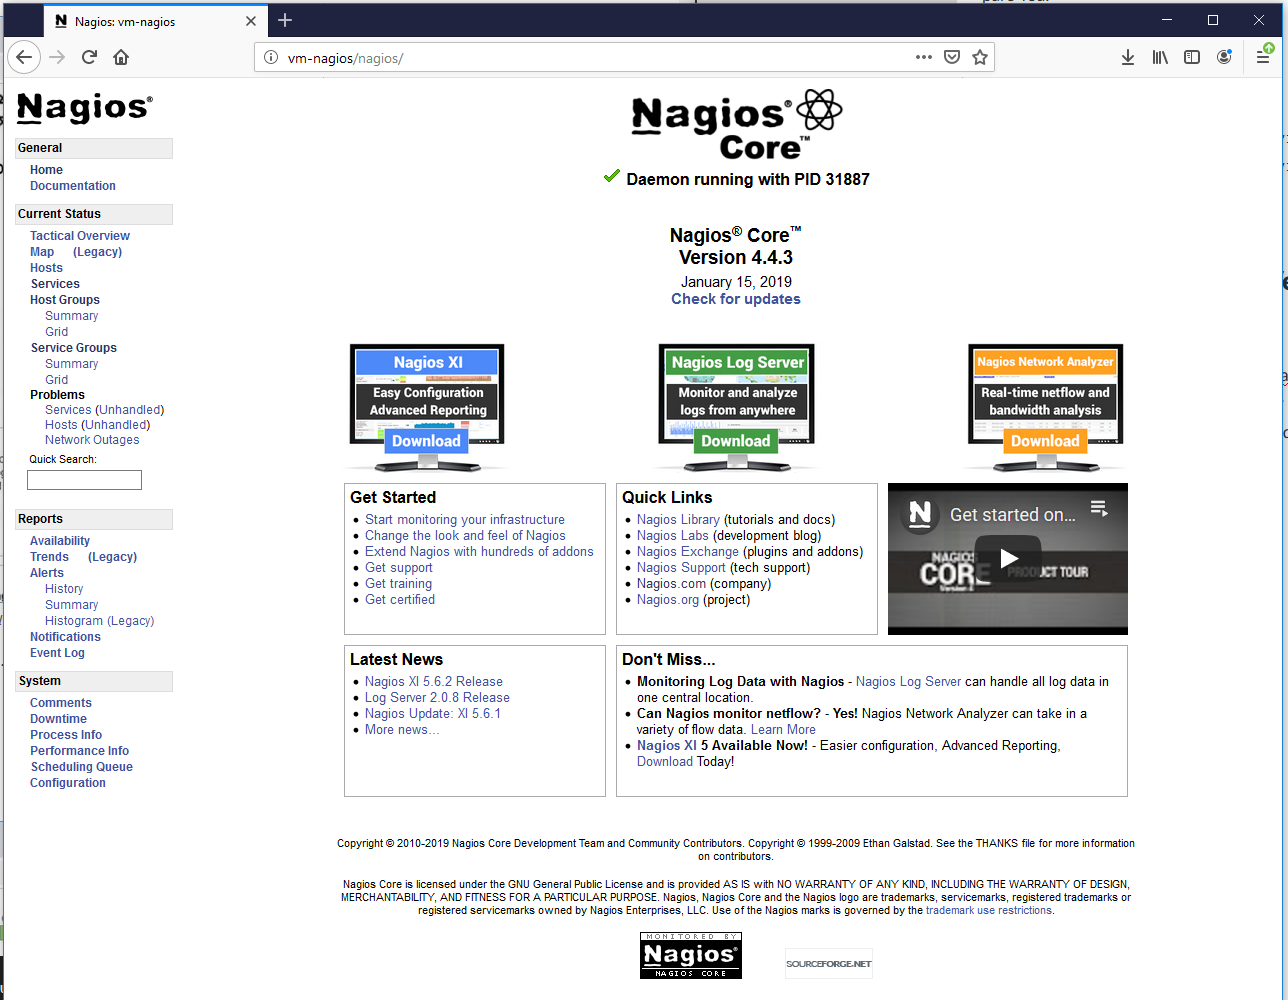 Nagios: vm-nagios
vm-nagios/nagios/
Nagios®
General
Home
Documentation
Current Status
Tactical Overview
Map (Legacy)
Hosts
Services
Host Groups
Summary
Grid
Service Groups
Summary
Grid
Problems
Services (Unhandled)
Hosts (Unhandled)
Network Outages
Quick Search:
Reports
Availability
Trends (Legacy)
Alerts
History
Summary
Histogram (Legacy)
Notifications
Event Log
System
Comments
Downtime
Process Info
Performance Info
Scheduling Queue
Configuration
Nagios®
Core™
Daemon running with PID 31887
Nagios® Core™
Version 4.4.3
January 15, 2019
Check for updates
Nagios XI
Easy Configuration
Advanced Reporting
Download
Nagios Log Server
Monitor and analyze
logs from anywhere
Download
Nagios Network Analyzer
Real-time netflow and
bandwidth analysis
Download
Get Started
Start monitoring your infrastructure
Change the look and feel of Nagios
Extend Nagios with hundreds of addons
Get support
Get training
Get certified
Quick Links
Nagios Library (tutorials and docs)
Nagios Labs (development blog)
Nagios Exchange (plugins and addons)
Nagios Support (tech support)
Nagios.com (company)
Nagios.org (project)
N
Get started on...
NAGIOS
CORE PRODUCT TOUR
Latest News
Nagios XI 5.6.2 Release
Log Server 2.0.8 Release
Nagios Update: XI 5.6.1
More news...
Don't Miss...
Monitoring Log Data with Nagios - Nagios Log Server can handle all log data in
one central location.
Can Nagios monitor netflow? - Yes! Nagios Network Analyzer can take in a
variety of flow data. Learn More
Nagios XI 5 Available Now! - Easier configuration, Advanced Reporting,
Download Today!
Copyright © 2010-2019 Nagios Core Development Team and Community Contributors. Copyright © 1999-2009 Ethan Galstad. See the THANKS file for more information
on contributors.
Nagios Core is licensed under the GNU General Public License and is provided AS IS with NO WARRANTY OF ANY KIND, INCLUDING THE WARRANTY OF DESIGN,
MERCHANTABILITY, AND FITNESS FOR A PARTICULAR PURPOSE. Nagios, Nagios Core and the Nagios logo are trademarks, servicemarks, registered trademarks or
registered servicemarks owned by Nagios Enterprises, LLC. Use of the Nagios marks is governed by the trademark use restrictions.
MONITORED BY
Nagios®
NAGIOS CORE
SOURCEFORGE.NET